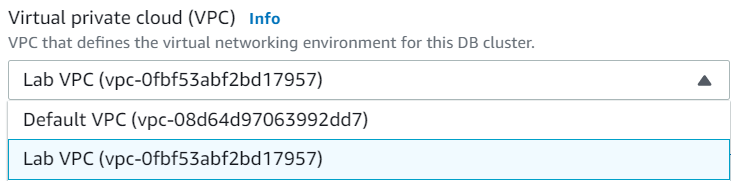 Virtual private cloud (VPC) Info
VPC that defines the virtual networking environment for this DB cluster.
Lab VPC (vpc-0fbf53abf2bd17957)
Default VPC (vpc-08d64d97063992dd7)
Lab VPC (vpc-0fbf53abf2bd17957)